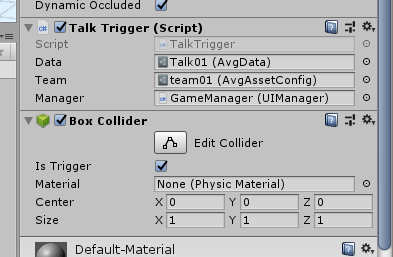 Dynamic Occluded
Talk Trigger (Script)
Script TalkTrigger
Data Talk01 (AvgData)
Team team01 (AvgAssetConfig)
Manager GameManager (UIManager)
Box Collider
Edit Collider
Is Trigger
Material None (Physic Material)
Center X 0 Y 0 Z 0
Size X 1 Y 1 Z 1
Default-Material